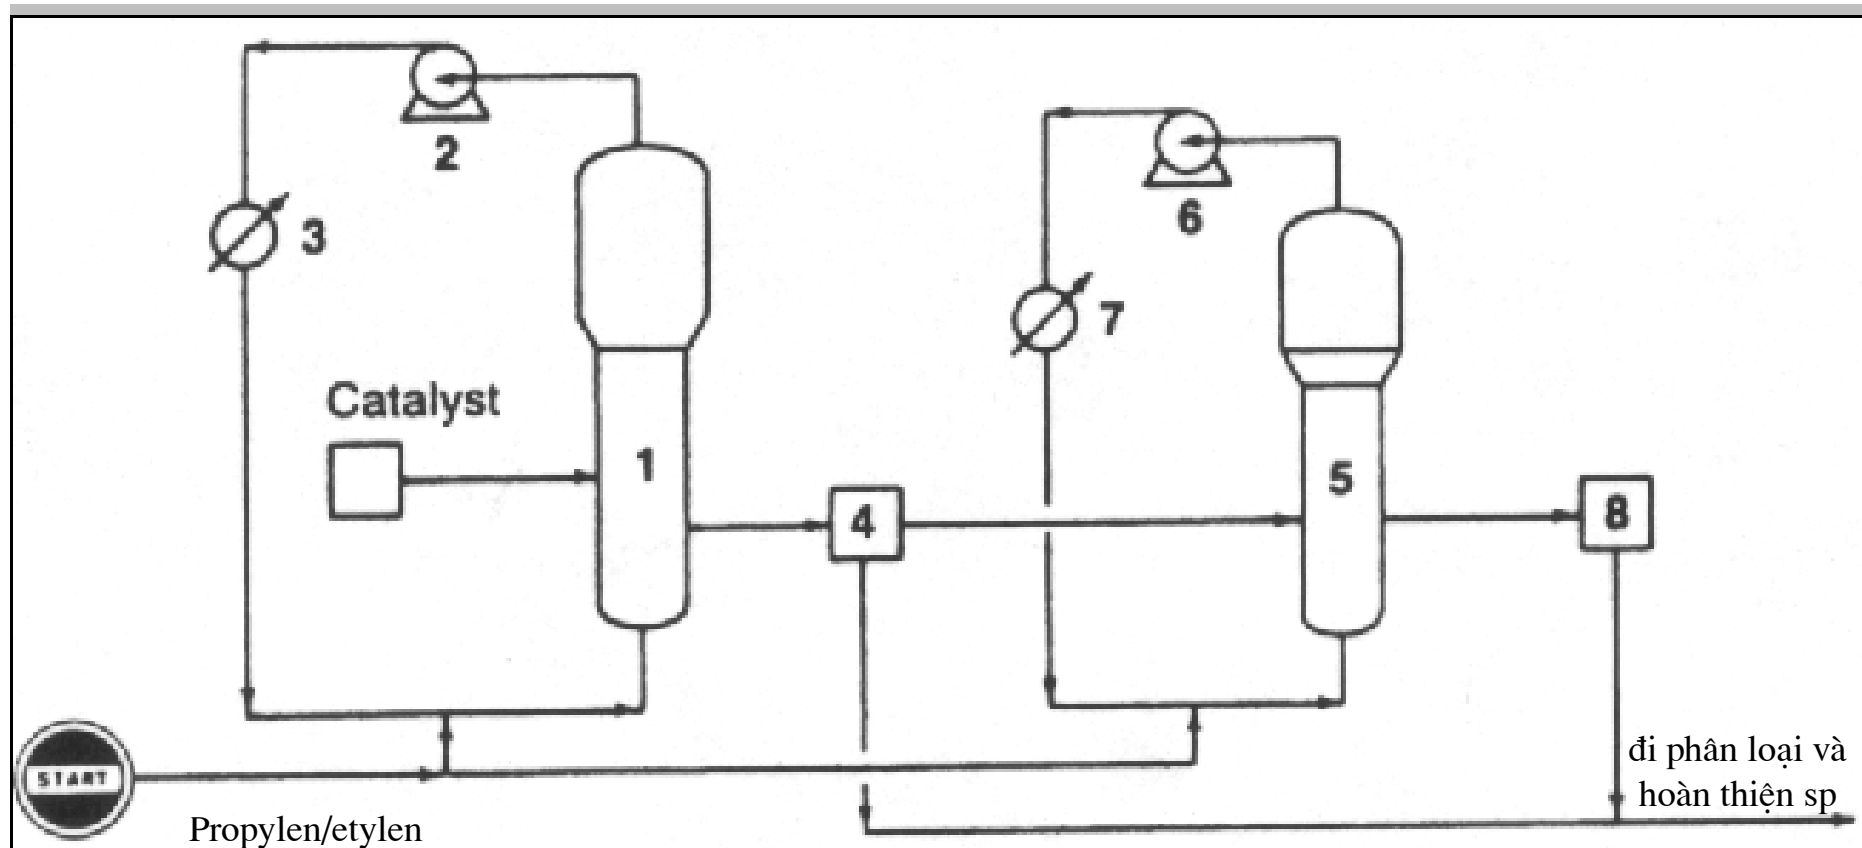 2
6
3
7
Catalyst
1
5
4
8
START
đi phân loại và
hoàn thiện sp
Propylen/etylen